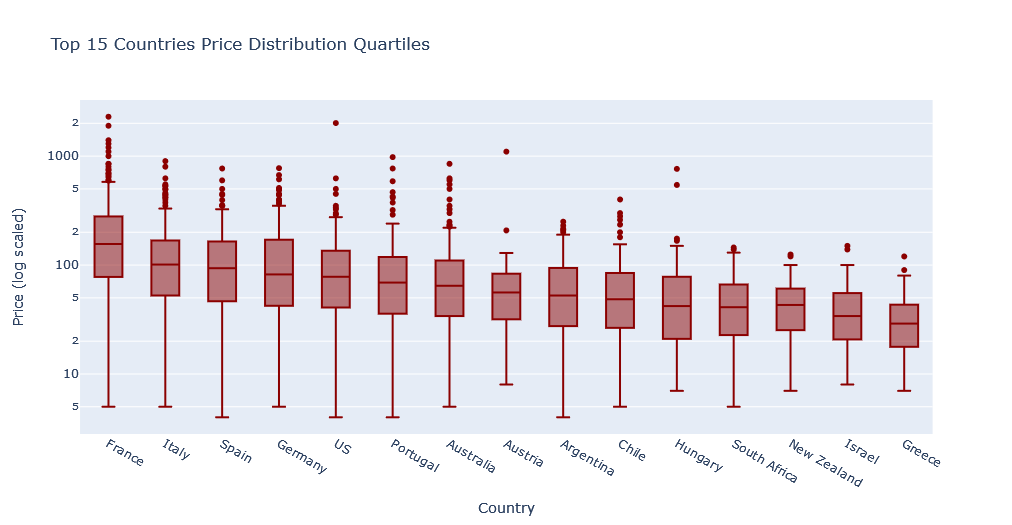 Top 15 Countries Price Distribution Quartiles
Price (log scaled)
2
1000
5
2
100
5
2
10
5
France
Italy
Spain
Germany
US
Portugal
Australia
Austria
Argentina
Chile
Hungary
South Africa
New Zealand
Israel
Greece
Country